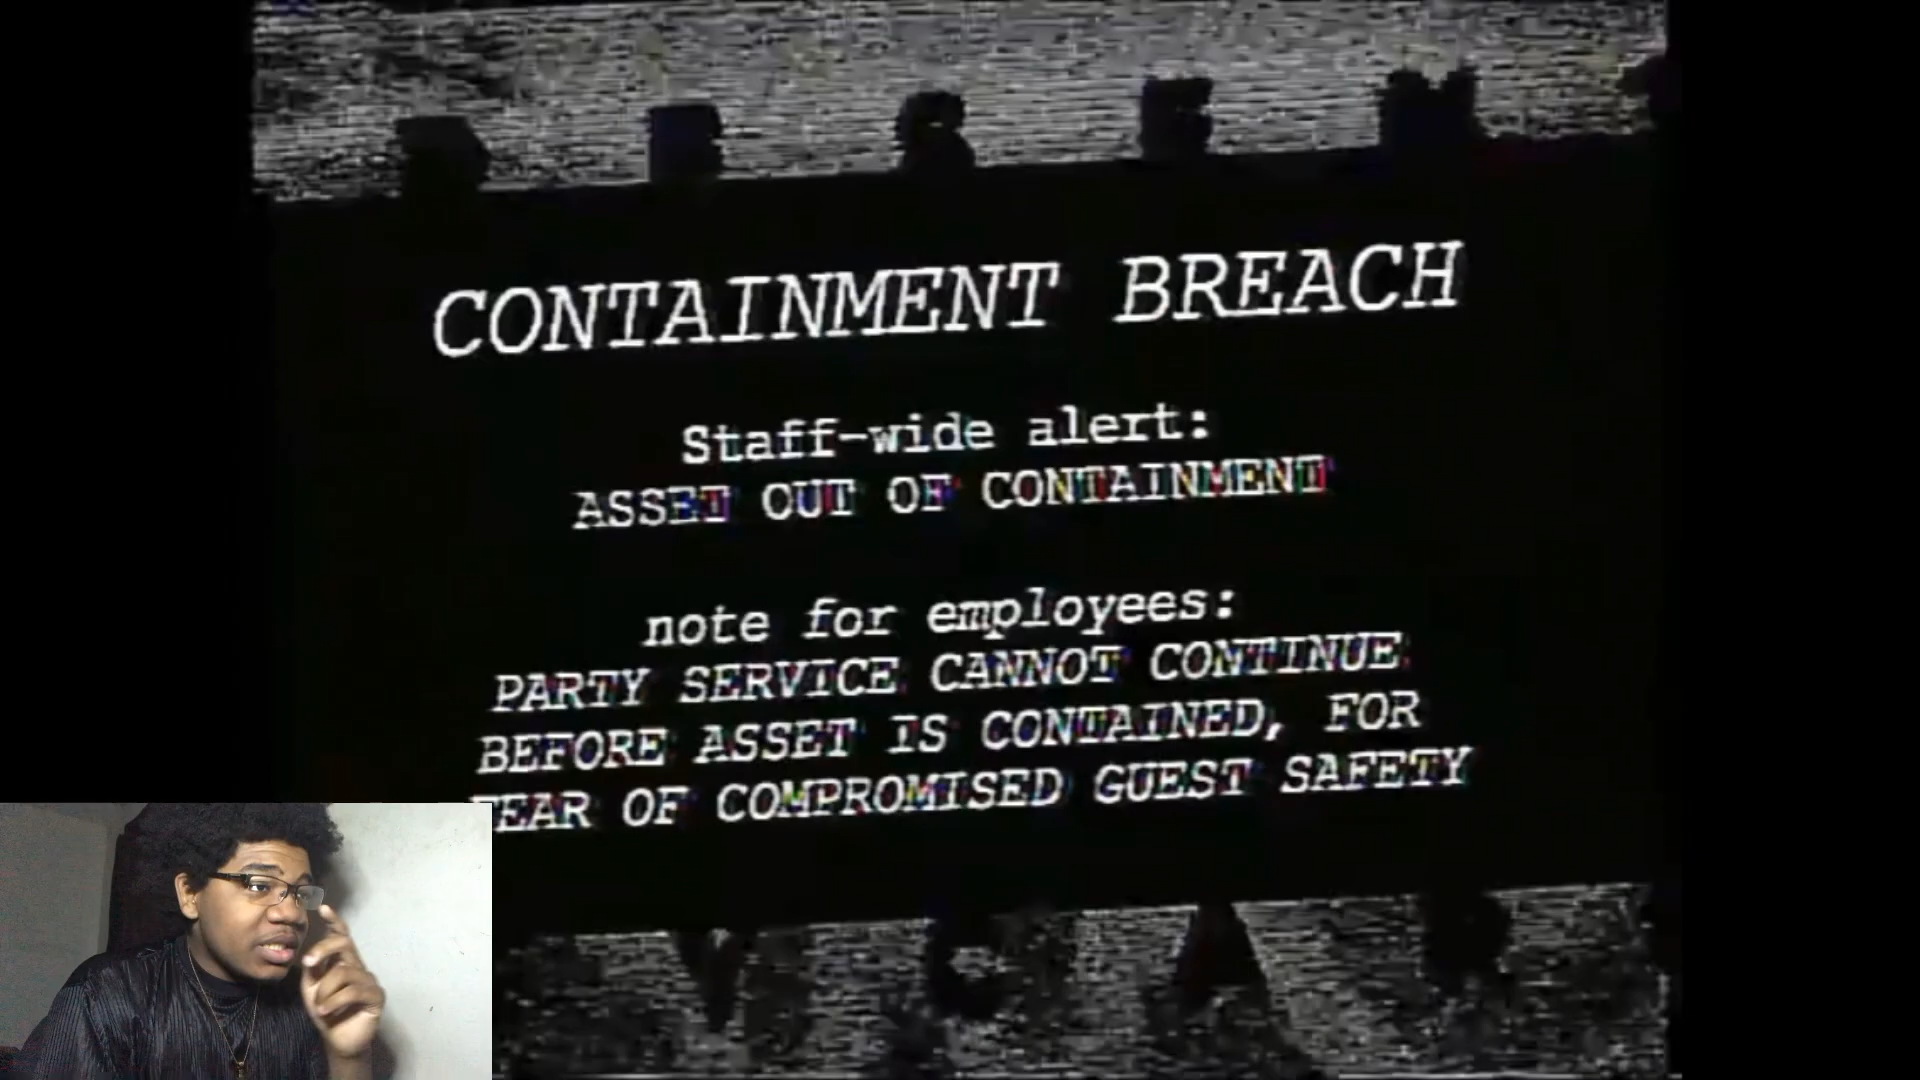 CONTAINMENT BREACH
Staff-wide alert:
ASSET OUT OF CONTAINMENT
note for employees:
PARTY SERVICE CANNOT CONTINUE
BEFORE ASSET IS CONTAINED, FOR
FEAR OF COMPROMISED GUEST SAFETY